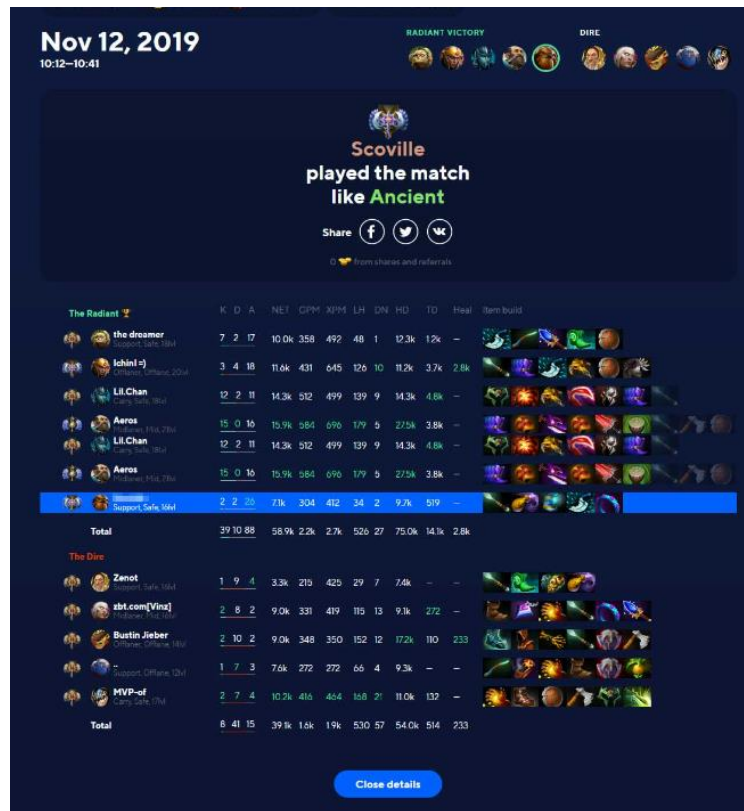 Nov 12, 2019
10:12—10:41
RADIANT VICTORY
DIRE
Scoville
played the match
like Ancient
Share
0 from shares and referrals
The Radiant K D A NET GPM XPM LH DN HD TD Heal Item build
the dreamer 7 2 17 10.0k 358 492 48 1 12.3k 1.2k –
Support, Safe, 18lvl
Ichini =) 3 4 18 11.6k 431 645 126 10 11.2k 3.7k 2.8k
Offlaner, Offlane, 20lvl
Lil.Chan 12 2 11 14.3k 512 499 139 9 14.3k 4.8k –
Carry, Safe, 18lvl
Aeros 15 0 16 15.9k 584 696 179 5 27.5k 3.8k –
Midlaner, Mid, 21lvl
Lil.Chan 12 2 11 14.3k 512 499 139 9 14.3k 4.8k –
Carry, Safe, 18lvl
Aeros 15 0 16 15.9k 584 696 179 5 27.5k 3.8k –
Midlaner, Mid, 21lvl
2 2 26 7.1k 304 412 34 2 9.7k 519 –
Support, Safe, 16lvl
Total 39 10 88 58.9k 2.2k 2.7k 526 27 75.0k 14.1k 2.8k
The Dire
Zenot 1 9 4 3.3k 215 425 29 7 7.4k – –
Support, Safe, 16lvl
zbt.com[Vinz] 2 8 2 9.0k 331 419 115 13 9.1k 272 –
Midlaner, Mid, 16lvl
Bustin Jieber 2 10 2 9.0k 348 350 152 12 17.2k 110 233
Offlaner, Offlane, 14lvl
.. 1 7 3 7.6k 272 272 66 4 9.3k – –
Support, Offlane, 12lvl
MVP-of 2 7 4 10.2k 416 464 168 21 11.0k 132 –
Carry, Safe, 17lvl
Total 8 41 15 39.1k 1.6k 1.9k 530 57 54.0k 514 233
Close details